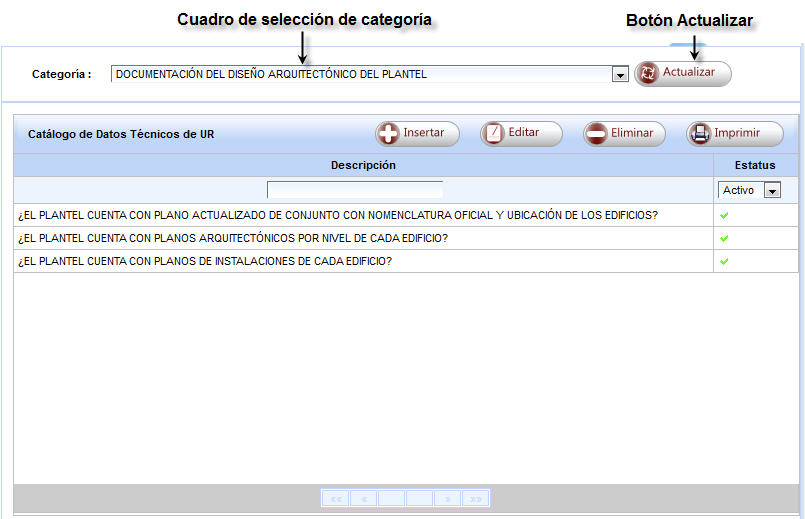 Cuadro de selección de categoría
Botón Actualizar
Categoría : DOCUMENTACIÓN DEL DISEÑO ARQUITECTÓNICO DEL PLANTEL Actualizar
Catálogo de Datos Técnicos de UR Insertar Editar Eliminar Imprimir
Descripción Estatus
Activo
¿EL PLANTEL CUENTA CON PLANO ACTUALIZADO DE CONJUNTO CON NOMENCLATURA OFICIAL Y UBICACIÓN DE LOS EDIFICIOS?
¿EL PLANTEL CUENTA CON PLANOS ARQUITECTÓNICOS POR NIVEL DE CADA EDIFICIO?
¿EL PLANTEL CUENTA CON PLANOS DE INSTALACIONES DE CADA EDIFICIO?
«« « » »»